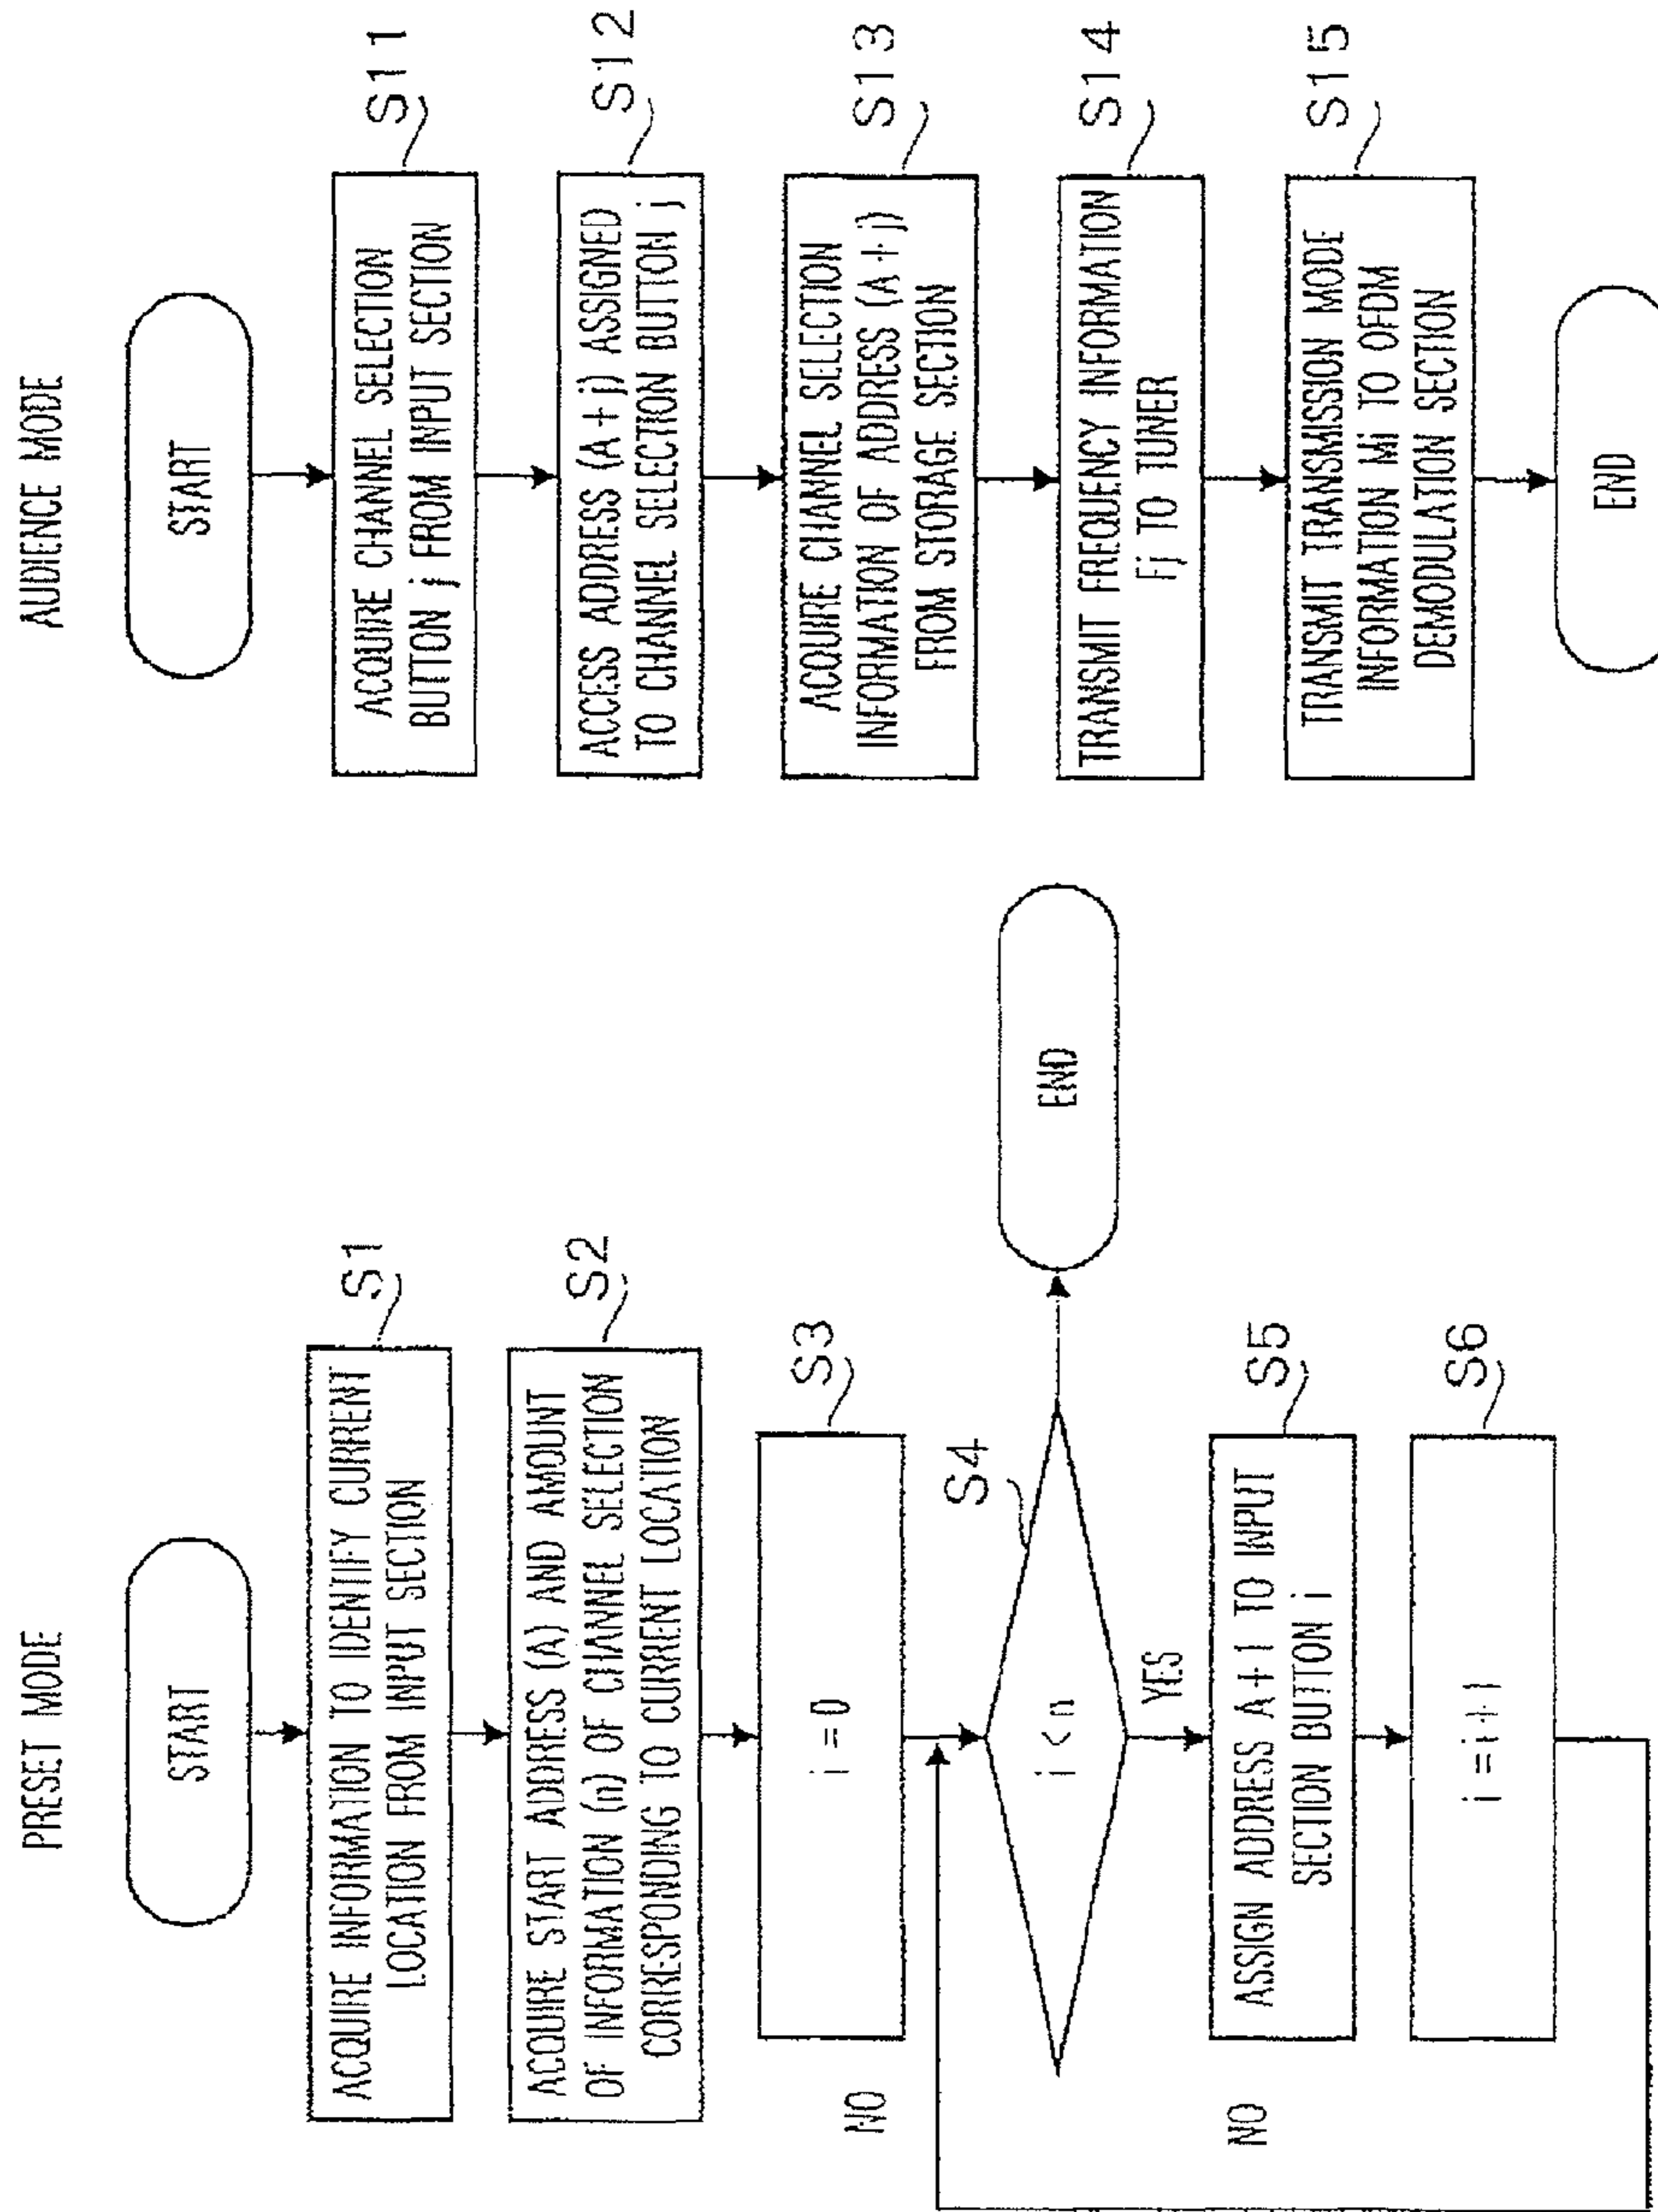 PRESET MODE
START
ACQUIRE INFORMATION TO IDENTIFY CURRENT
LOCATION FROM INPUT SECTION
S1
ACQUIRE START ADDRESS (A) AND AMOUNT
OF INFORMATION (n) OF CHANNEL SELECTION
CORRESPONDING TO CURRENT LOCATION
S2
i = 0
S3
NO
i < n
S4
END
YES
ASSIGN ADDRESS A + 1 TO INPUT
SECTION BUTTON i
S5
NO
i = i + 1
S6
AUDIENCE MODE
START
ACQUIRE CHANNEL SELECTION
BUTTON j FROM INPUT SECTION
S11
ACCESS ADDRESS (A + j) ASSIGNED
TO CHANNEL SELECTION BUTTON j
S12
ACQUIRE CHANNEL SELECTION
INFORMATION OF ADDRESS (A + j)
FROM STORAGE SECTION
S13
TRANSMIT FREQUENCY INFORMATION
Fj TO TUNER
S14
TRANSMIT TRANSMISSION MODE
INFORMATION Mi TO OFDM
DEMODULATION SECTION
S15
END